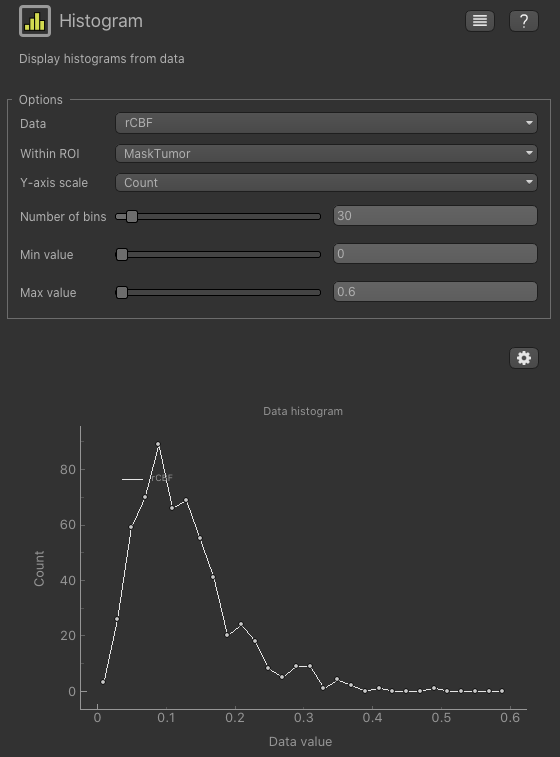 Histogram
?
Display histograms from data
Options
Data rCBF
Within ROI MaskTumor
Y-axis scale Count
Number of bins 30
Min value 0
Max value 0.6
Data histogram
rCBF
Count
80
60
40
20
0
0 0.1 0.2 0.3 0.4 0.5 0.6
Data value